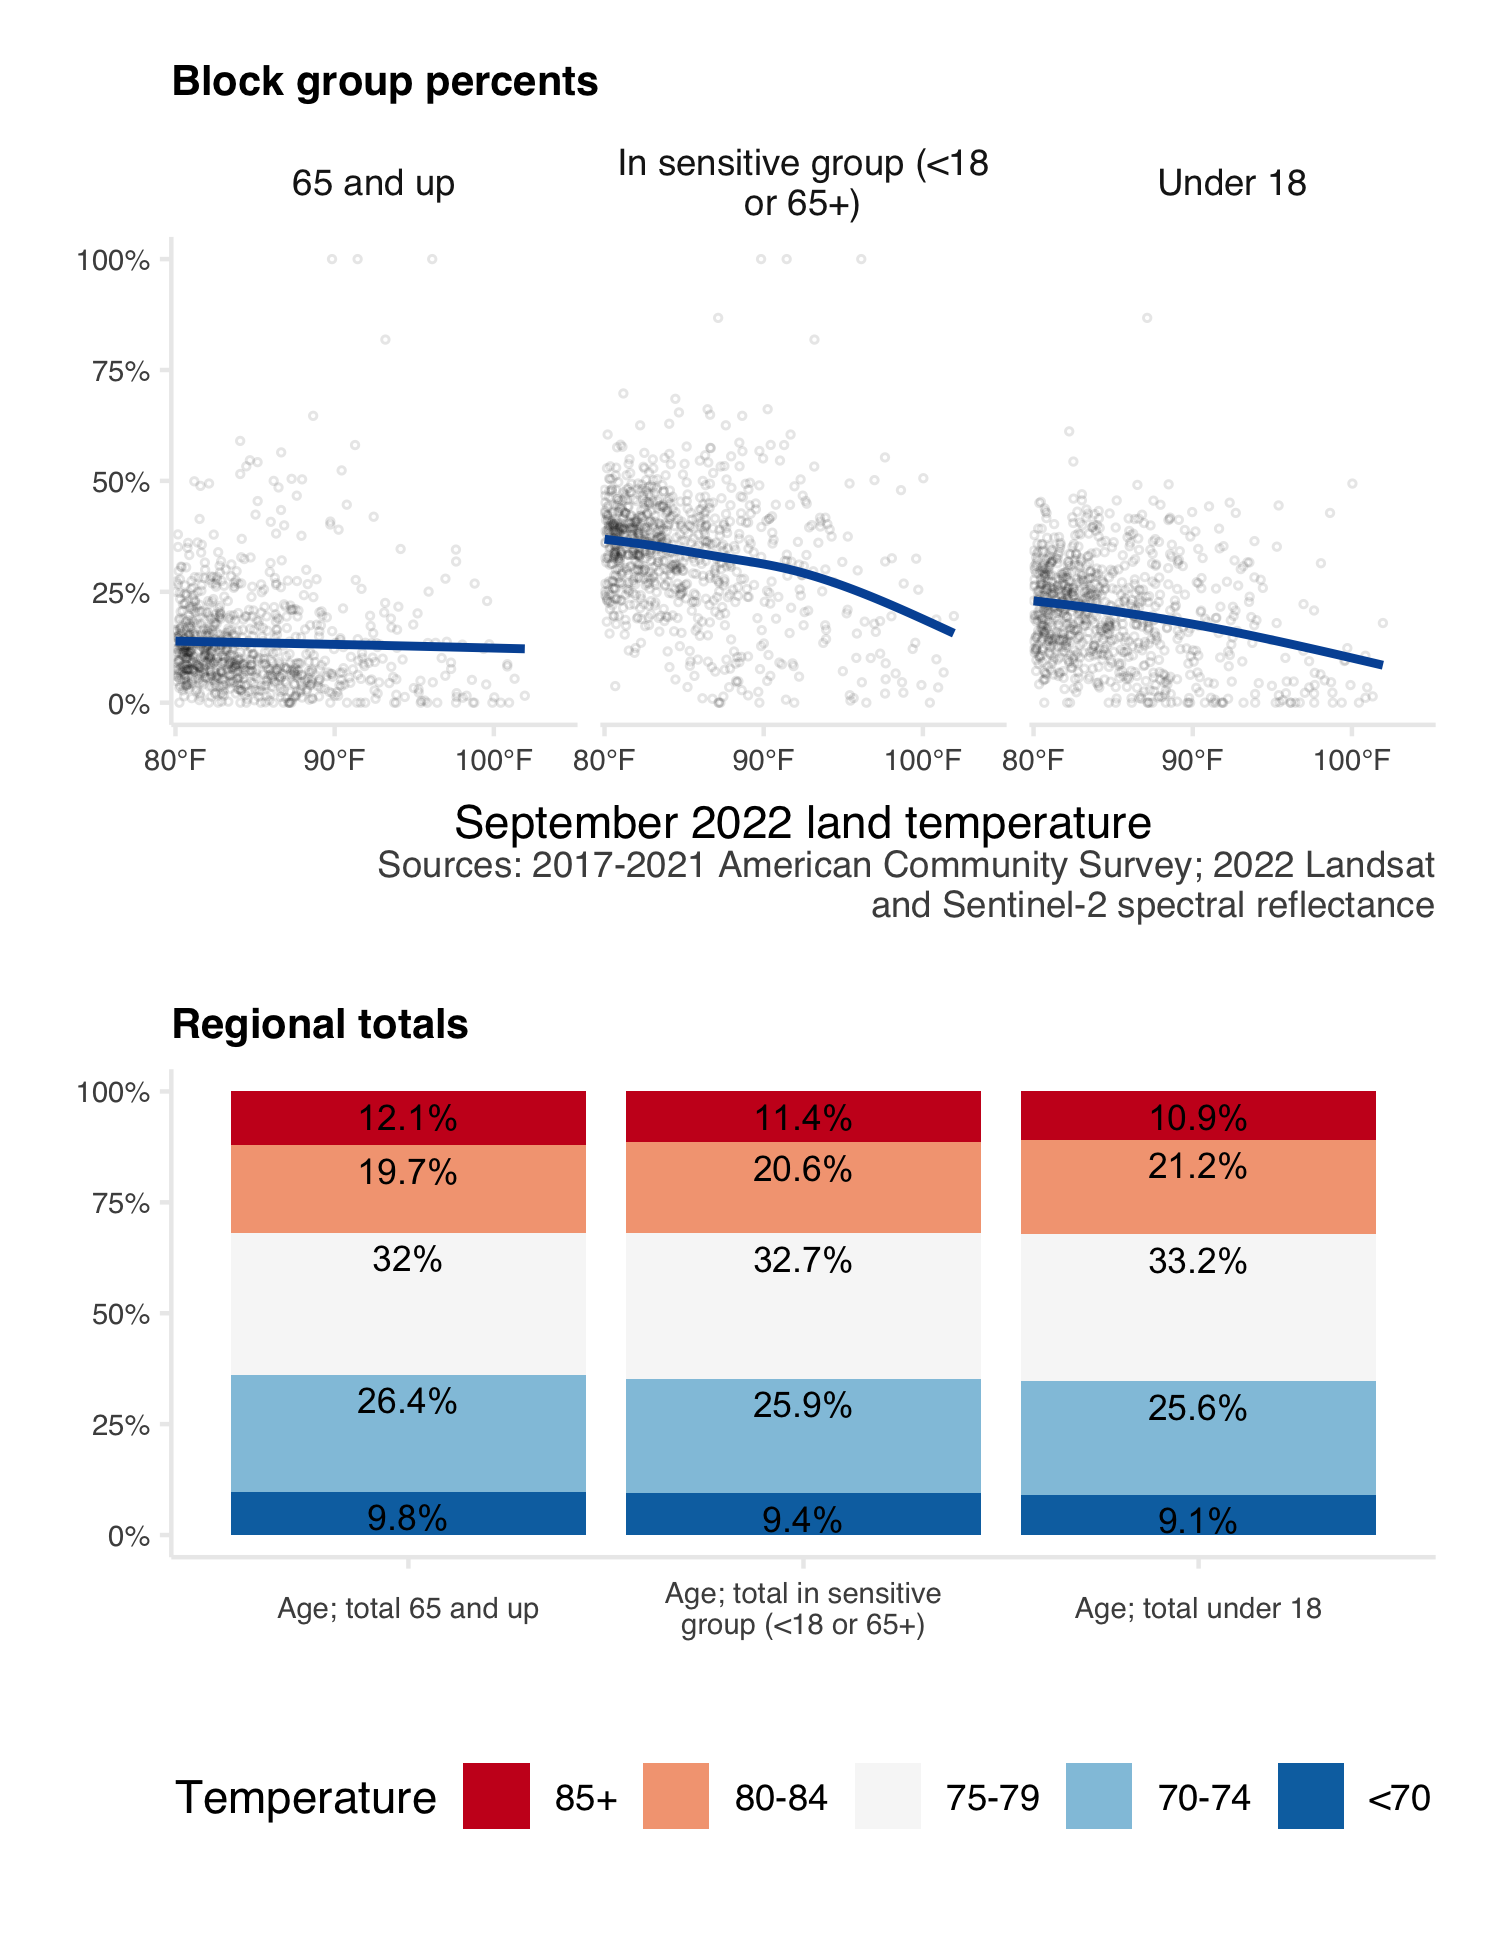 Block group percents
65 and up
In sensitive group (<18
or 65+)
Under 18
100%
75%
50%
25%
0%
80°F 90°F 100°F 80°F 90°F 100°F 80°F 90°F 100°F
September 2022 land temperature
Sources: 2017-2021 American Community Survey; 2022 Landsat
and Sentinel-2 spectral reflectance
Regional totals
100%
75%
50%
25%
0%
12.1% 11.4% 10.9%
19.7% 20.6% 21.2%
32% 32.7% 33.2%
26.4% 25.9% 25.6%
9.8% 9.4% 9.1%
Age; total 65 and up
Age; total in sensitive
group (<18 or 65+)
Age; total under 18
Temperature 85+ 80-84 75-79 70-74 <70